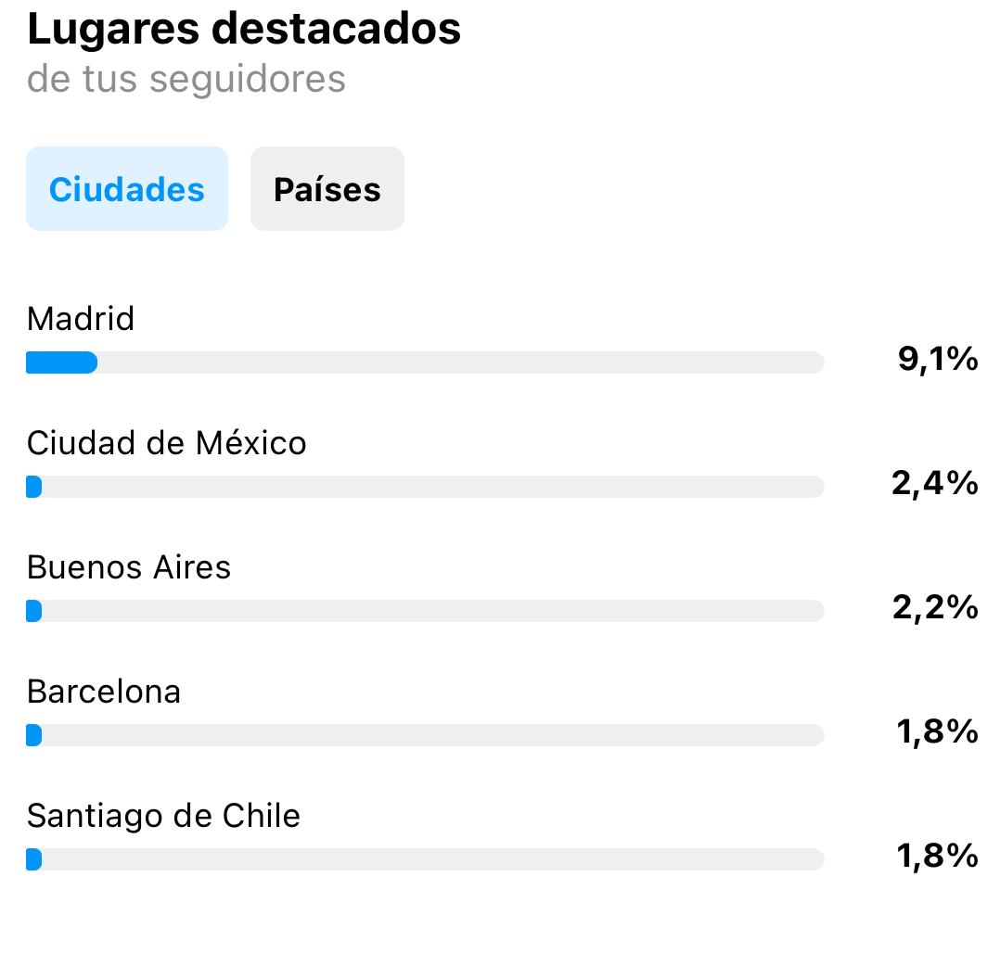 Lugares destacados
de tus seguidores
Ciudades Países
Madrid
9,1%
Ciudad de México
2,4%
Buenos Aires
2,2%
Barcelona
1,8%
Santiago de Chile
1,8%